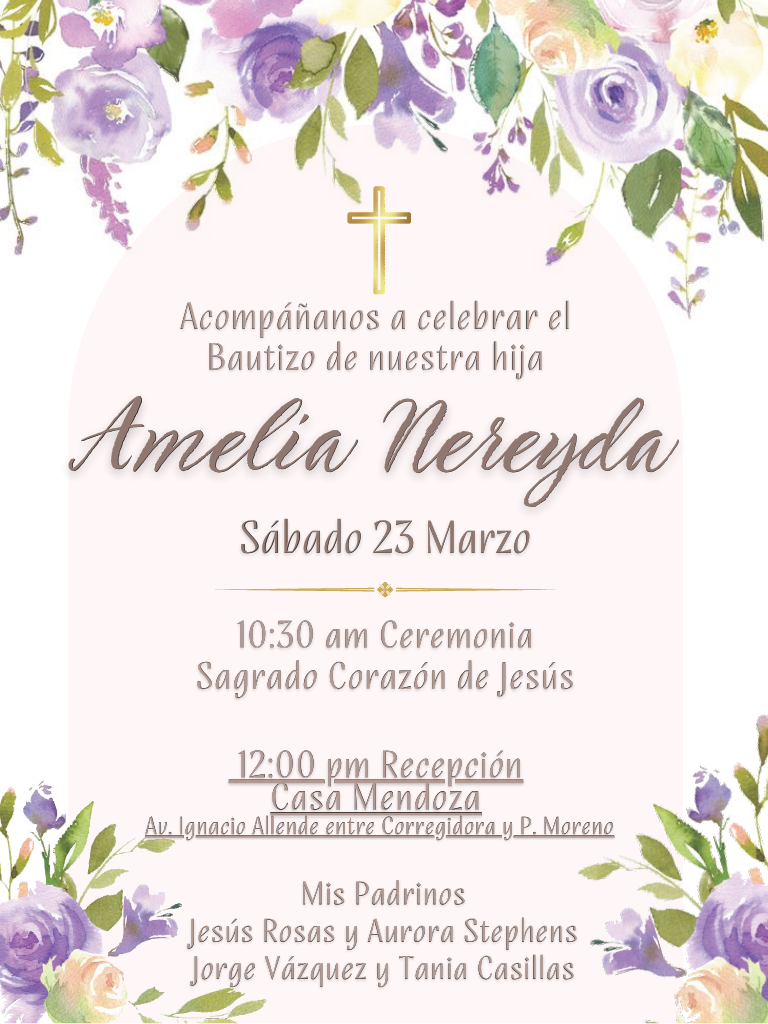 Acompáñanos a celebrar el
Bautizo de nuestra hija
Amelia Nereyda
Sábado 23 Marzo
10:30 am Ceremonia
Sagrado Corazón de Jesús
12:00 pm Recepción
Casa Mendoza
Av. Ignacio Allende entre Corregidora y P. Moreno
Mis Padrinos
Jesús Rosas y Aurora Stephens
Jorge Vázquez y Tania Casillas